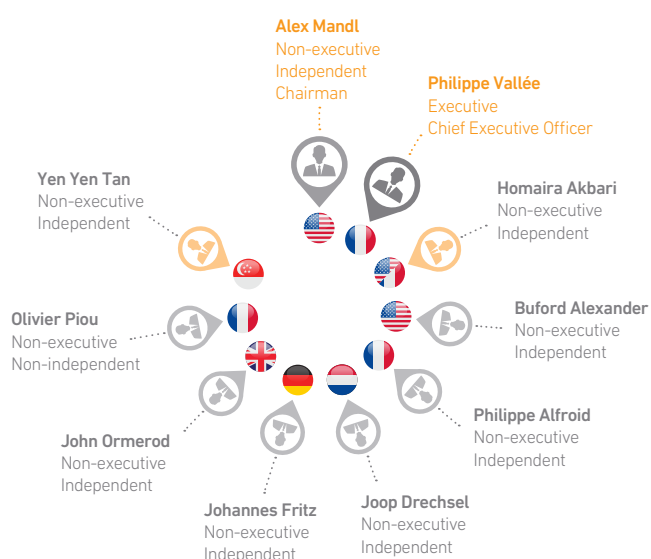 Alex Mandl
Non-executive
Independent
Chairman
Philippe Vallée
Executive
Chief Executive Officer
Homaira Akbari
Non-executive
Independent
Buford Alexander
Non-executive
Independent
Philippe Alfroid
Non-executive
Independent
Joop Drechsel
Non-executive
Independent
Johannes Fritz
Non-executive
Independent
John Ormerod
Non-executive
Independent
Olivier Piou
Non-executive
Non-independent
Yen Yen Tan
Non-executive
Independent